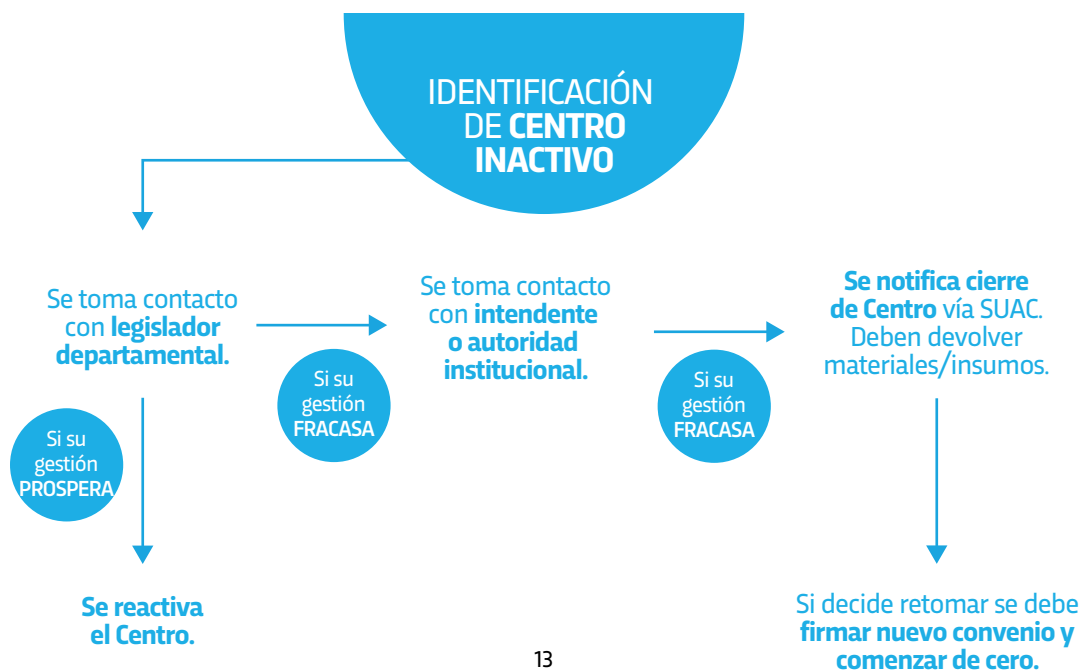 IDENTIFICACIÓN
DE CENTRO
INACTIVO
Se toma contacto
con legislador
departamental.
Si su
gestión
FRACASA
Se toma contacto
con intendente
o autoridad
institucional.
Si su
gestión
FRACASA
Se notifica cierre
de Centro vía SUAC.
Deben devolver
materiales/insumos.
Si su
gestión
PROSPERA
Se reactiva
el Centro.
Si decide retomar se debe
firmar nuevo convenio y
comenzar de cero.
13